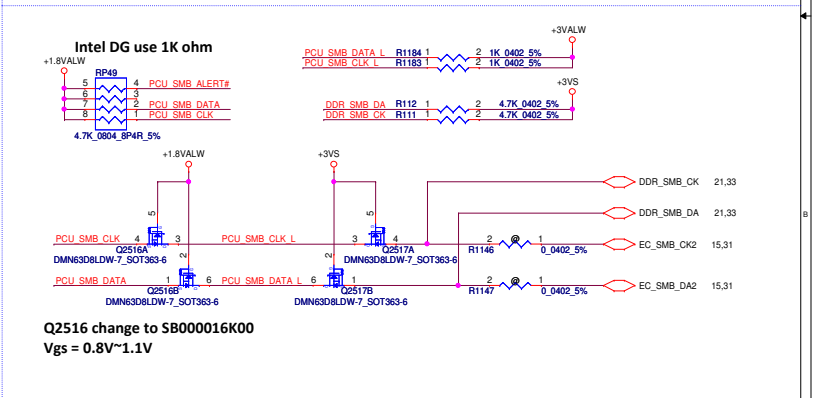 Intel DG use 1K ohm
+1.8VALW
RP49
5 4 PCU_SMB_ALERT#
6 3
7 2 PCU_SMB_DATA
8 1 PCU_SMB_CLK
4.7K_0804_8P4R_5%
+3VALW
PCU_SMB_DATA_L R1184 1 2 1K_0402_5%
PCU_SMB_CLK_L R1183 1 2 1K_0402_5%
+3VS
DDR_SMB_DA R112 1 2 4.7K_0402_5%
DDR_SMB_CK R111 1 2 4.7K_0402_5%
+1.8VALW
+3VS
DDR_SMB_CK 21,33
5
5
DDR_SMB_DA 21,33
B
PCU_SMB_CLK 4 3 PCU_SMB_CLK_L 3 4 2 @ 1 EC_SMB_CK2 15,31
Q2516A
Q2517A
R1146 0_0402_5%
DMN63D8LDW-7_SOT363-6
DMN63D8LDW-7_SOT363-6
2
2
PCU_SMB_DATA 1 6 PCU_SMB_DATA_L 6 1 2 @ 1 EC_SMB_DA2 15,31
Q2516B
Q2517B
R1147 0_0402_5%
DMN63D8LDW-7_SOT363-6
DMN63D8LDW-7_SOT363-6
Q2516 change to SB000016K00
Vgs = 0.8V~1.1V